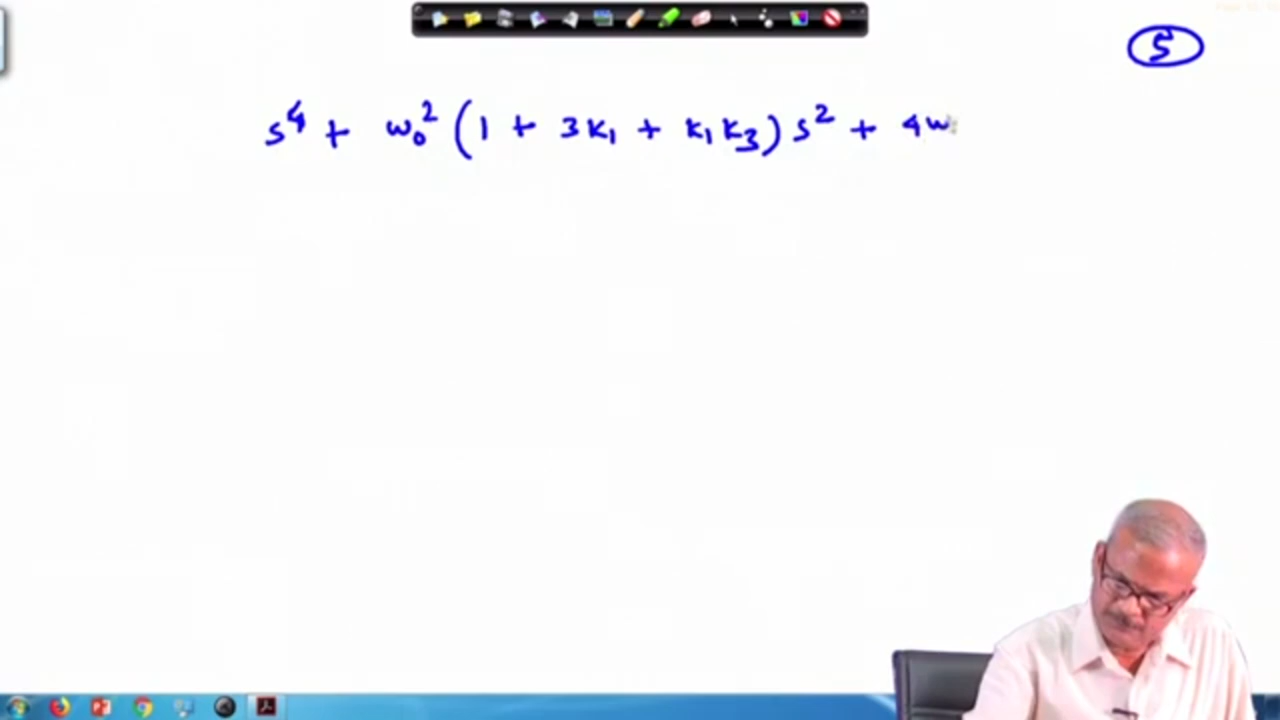 5
s⁴ + ω₀² (1 + 3k₁ + k₁k₃) s² + 4ω